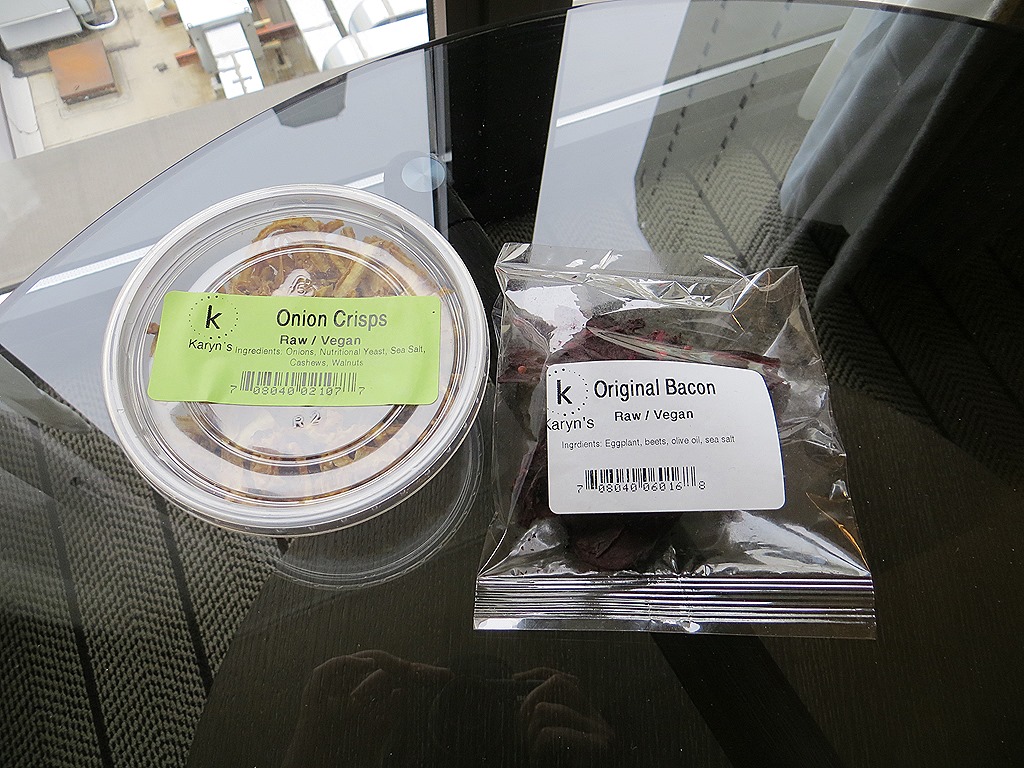 k
Karyn's
Onion Crisps
Raw / Vegan
Ingredients: Onions, Nutritional Yeast, Sea Salt,
Cashews, Walnuts
7 08040 02107 7
R2
k
Karyn's
Original Bacon
Raw / Vegan
Ingrdients: Eggplant, beets, olive oil, sea salt
7 08040 06016 8